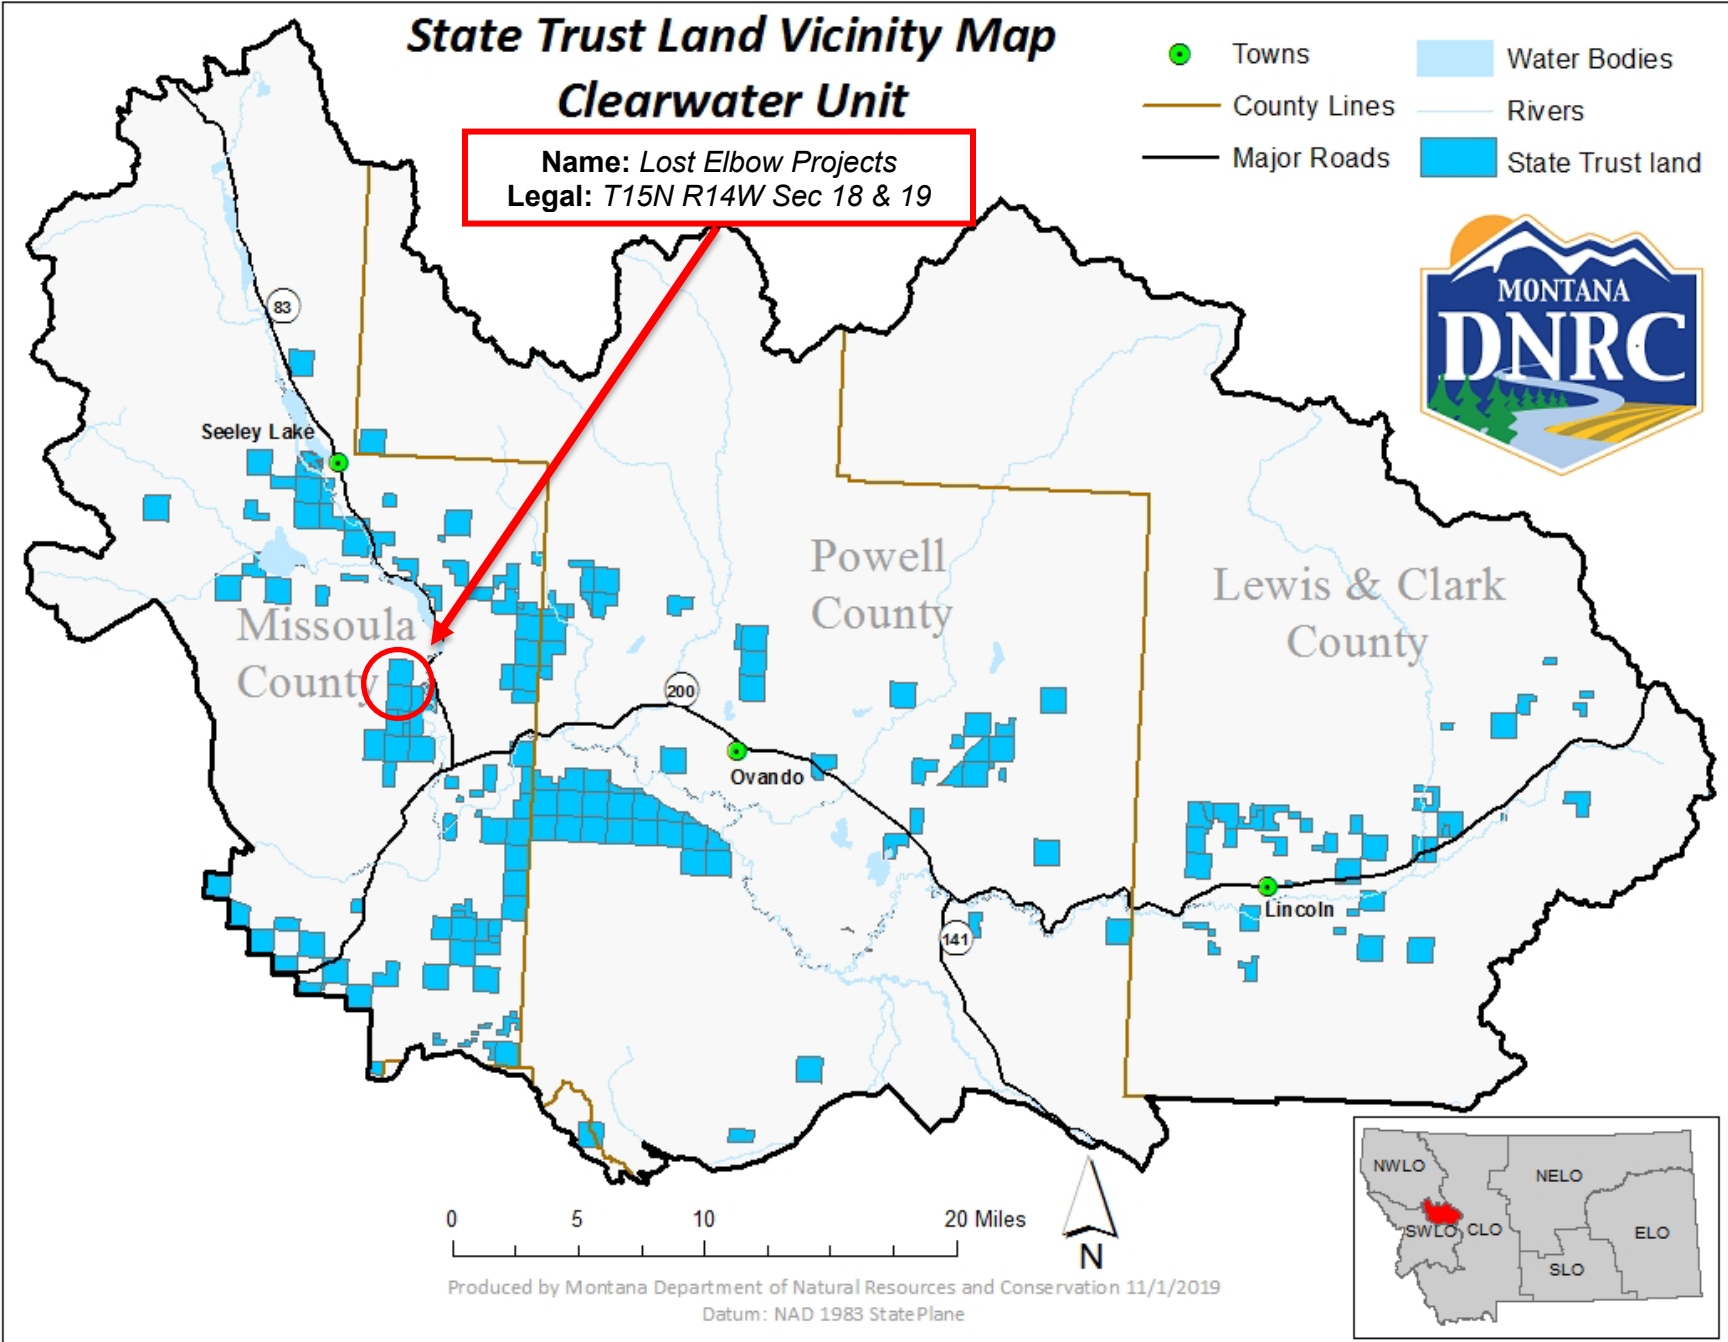 State Trust Land Vicinity Map
Clearwater Unit
Name: Lost Elbow Projects
Legal: T15N R14W Sec 18 & 19
Towns
County Lines
Major Roads
Water Bodies
Rivers
State Trust land
MONTANA
DNRC
83
Seeley Lake
Missoula
County
Powell
County
Lewis & Clark
County
200
Ovando
Lincoln
141
0 5 10 20 Miles
N
NWLO
NELO
SWLO
CLO
ELO
SLO
Produced by Montana Department of Natural Resources and Conservation 11/1/2019
Datum: NAD 1983 StatePlane